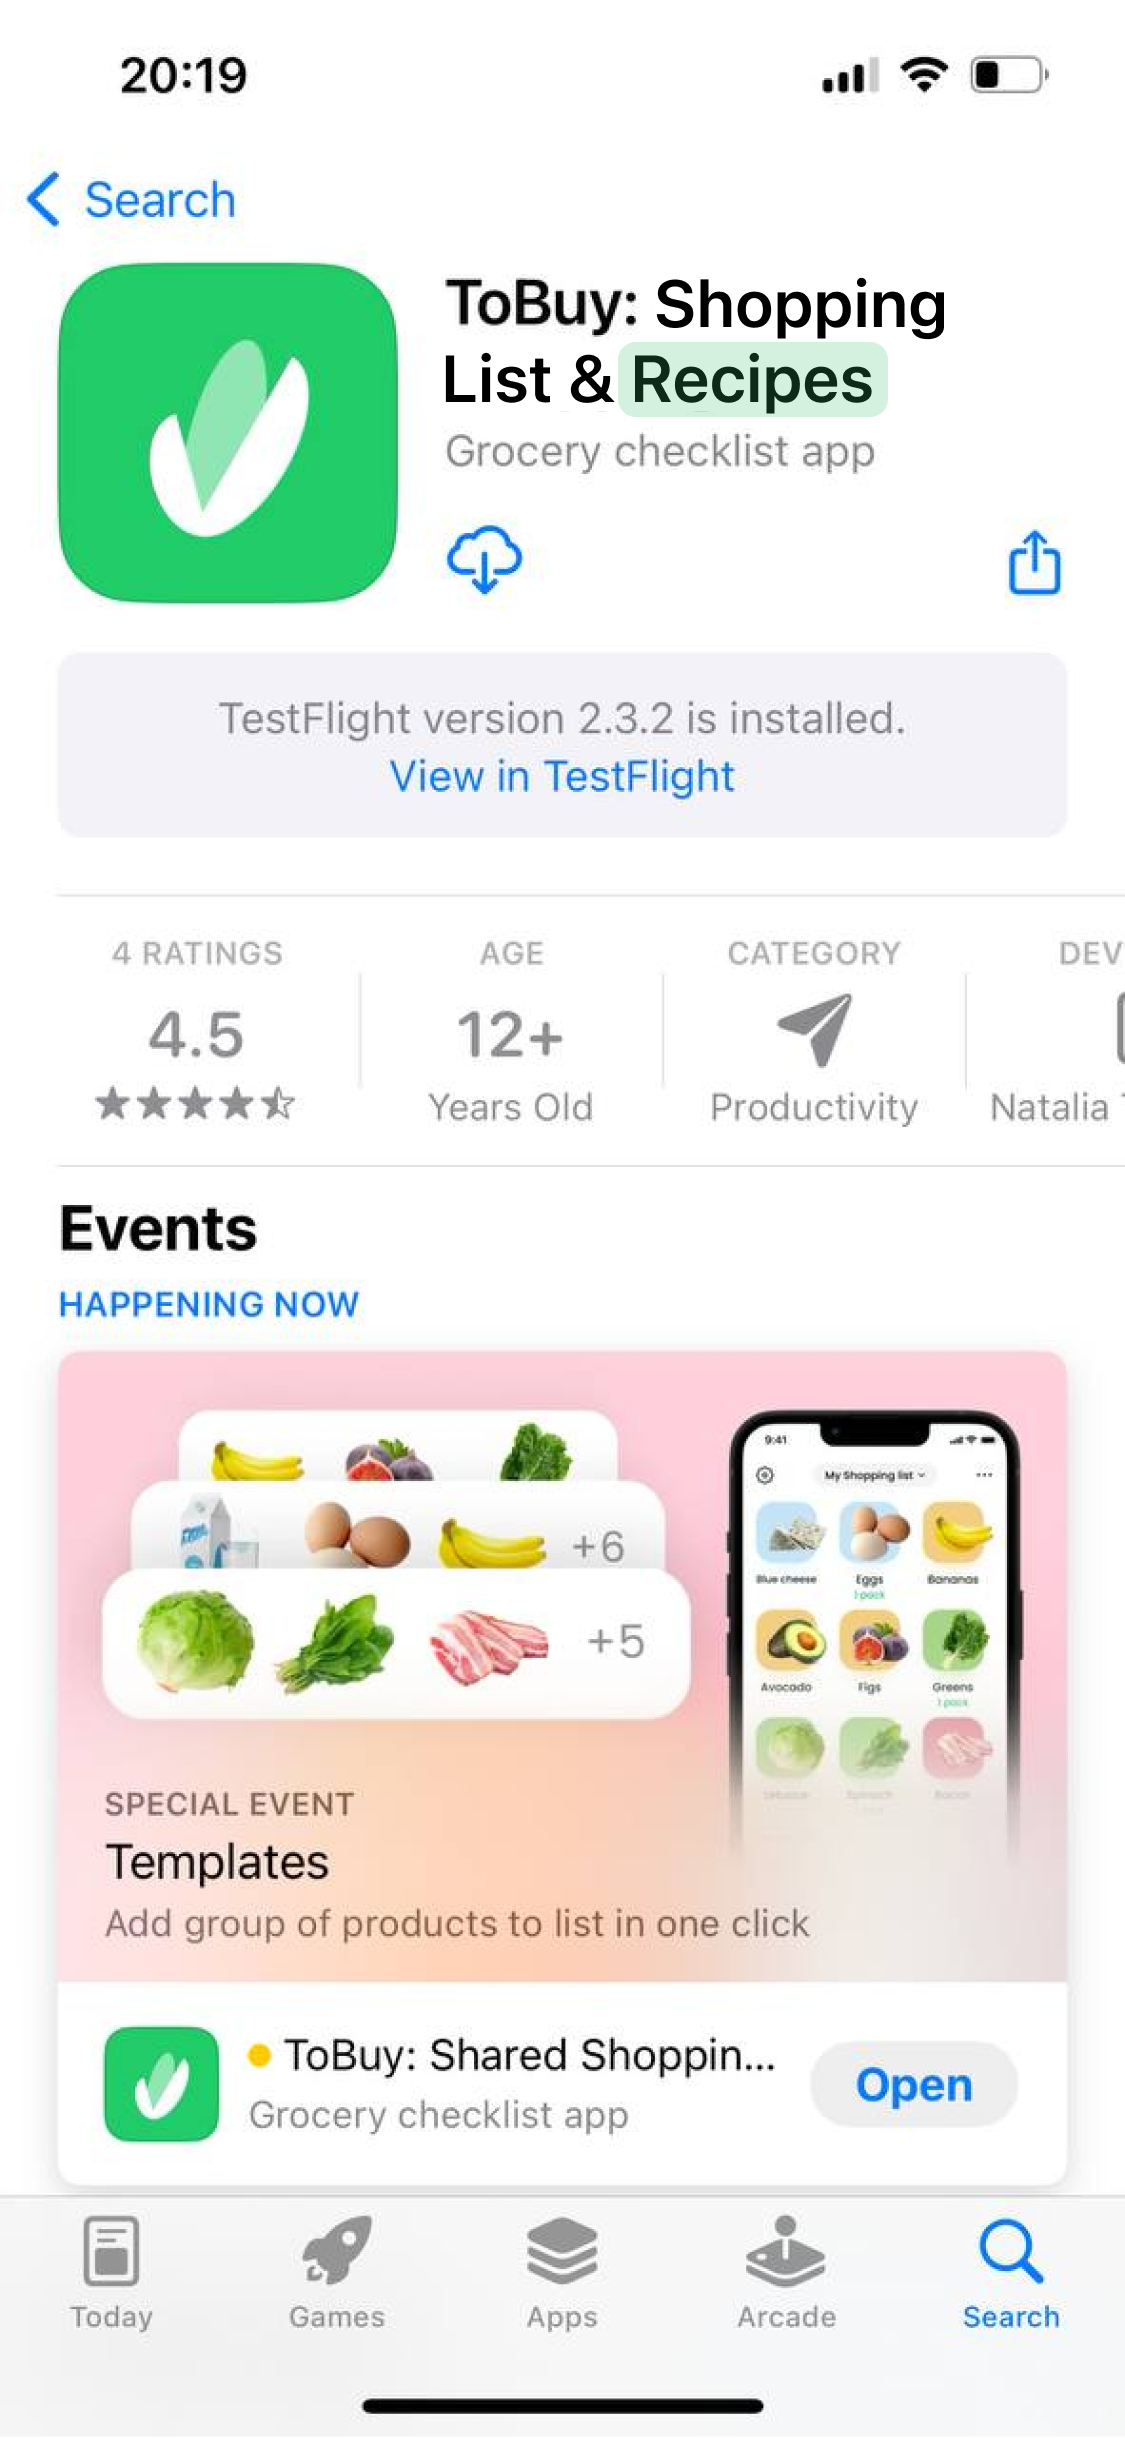 20:19
Search
ToBuy: Shopping
List & Recipes
Grocery checklist app
TestFlight version 2.3.2 is installed.
View in TestFlight
4 RATINGS
4.5
AGE
12+
Years Old
CATEGORY
Productivity
DEV
Natalia
Events
HAPPENING NOW
+6
+5
9:41
My Shopping list
Blue cheese
Eggs
1 pack
Bananas
Avocado
Figs
Greens
1 pack
Lettuce
Spinach
Bacon
SPECIAL EVENT
Templates
Add group of products to list in one click
ToBuy: Shared Shoppin...
Grocery checklist app
Open
Today
Games
Apps
Arcade
Search